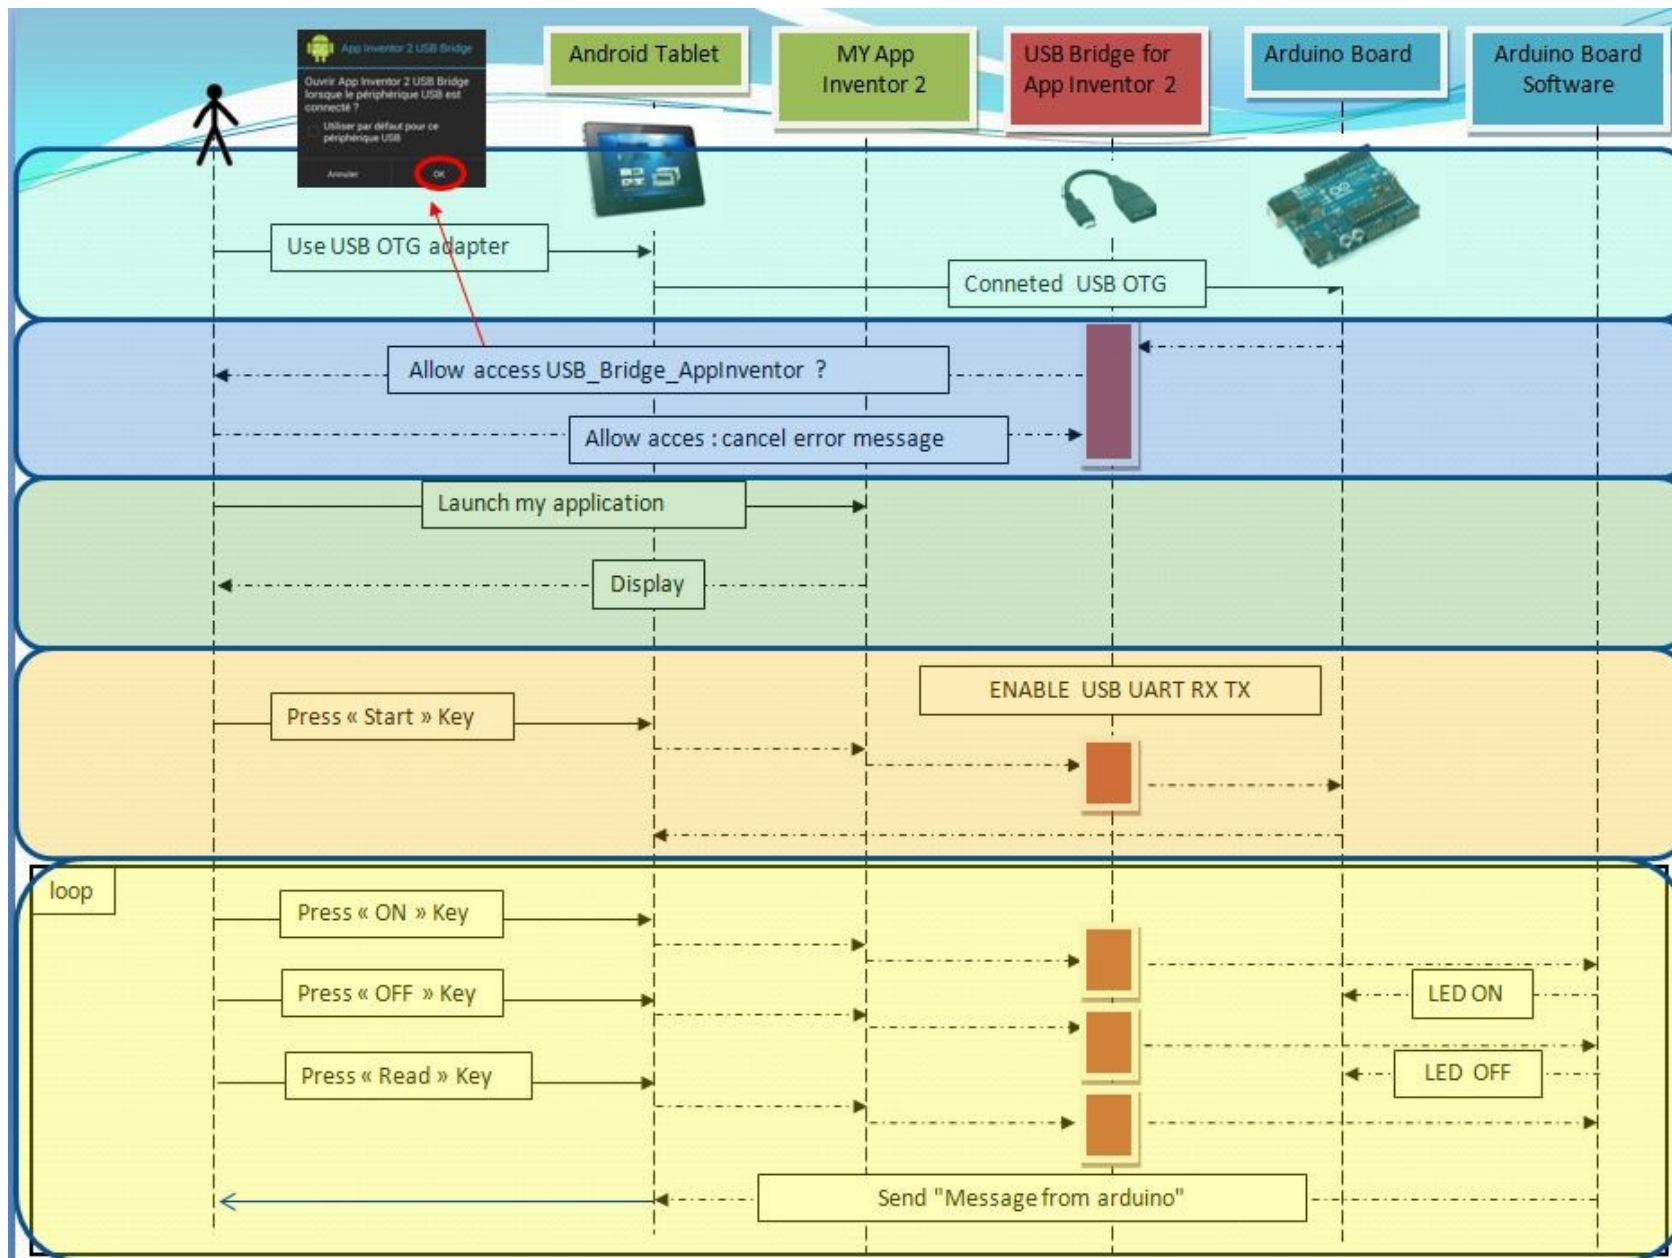 App Inventor 2 USB Bridge
Ouvrir App Inventor 2 USB Bridge
lorsque le périphérique USB est
connecté ?
Utiliser par défaut pour ce
périphérique USB
Annuler
OK
Android Tablet
MY App
Inventor 2
USB Bridge for
App Inventor 2
Arduino Board
Arduino Board
Software
Use USB OTG adapter
Conneted USB OTG
Allow access USB_Bridge_AppInventor ?
Allow acces : cancel error message
Launch my application
Display
ENABLE USB UART RX TX
Press « Start » Key
loop
Press « ON » Key
Press « OFF » Key
LED ON
Press « Read » Key
LED OFF
Send "Message from arduino"